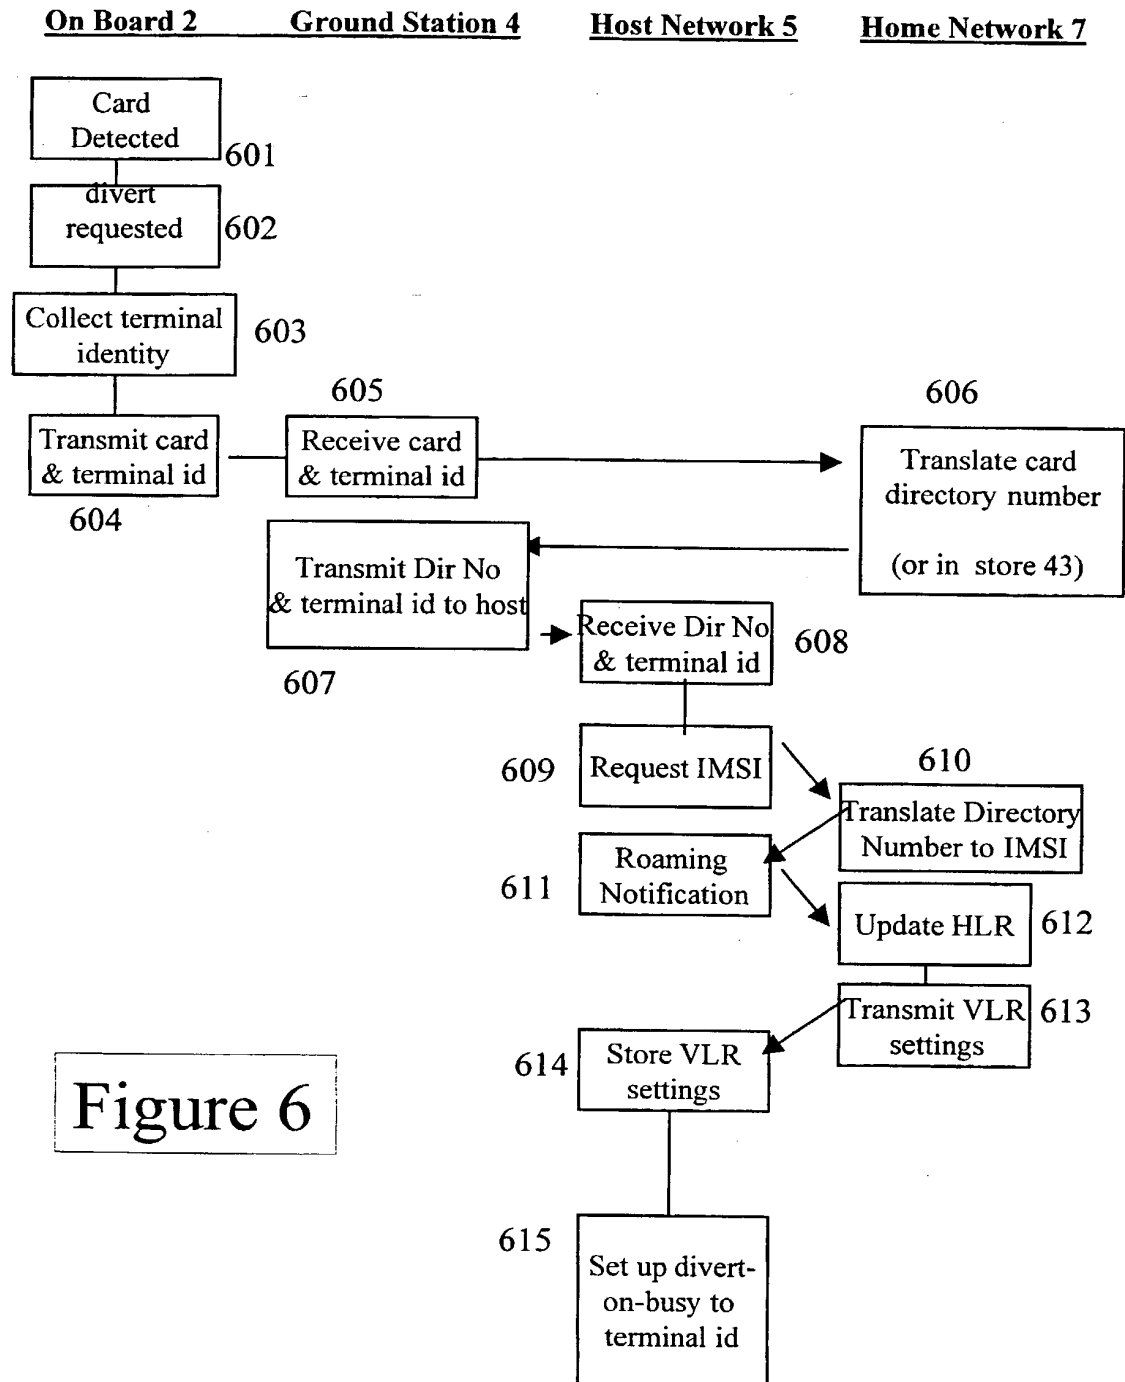 On Board 2 Ground Station 4 Host Network 5 Home Network 7
Card
Detected
601
divert
requested
602
Collect terminal
identity
603
605
606
Transmit card
& terminal id
604
Receive card
& terminal id
Translate card
directory number
(or in store 43)
Transmit Dir No
& terminal id to host
607
Receive Dir No
& terminal id
608
609
Request IMSI
610
Translate Directory
Number to IMSI
611
Roaming
Notification
Update HLR
612
Transmit VLR
settings
613
614
Store VLR
settings
Figure 6
615
Set up divert-
on-busy to
terminal id